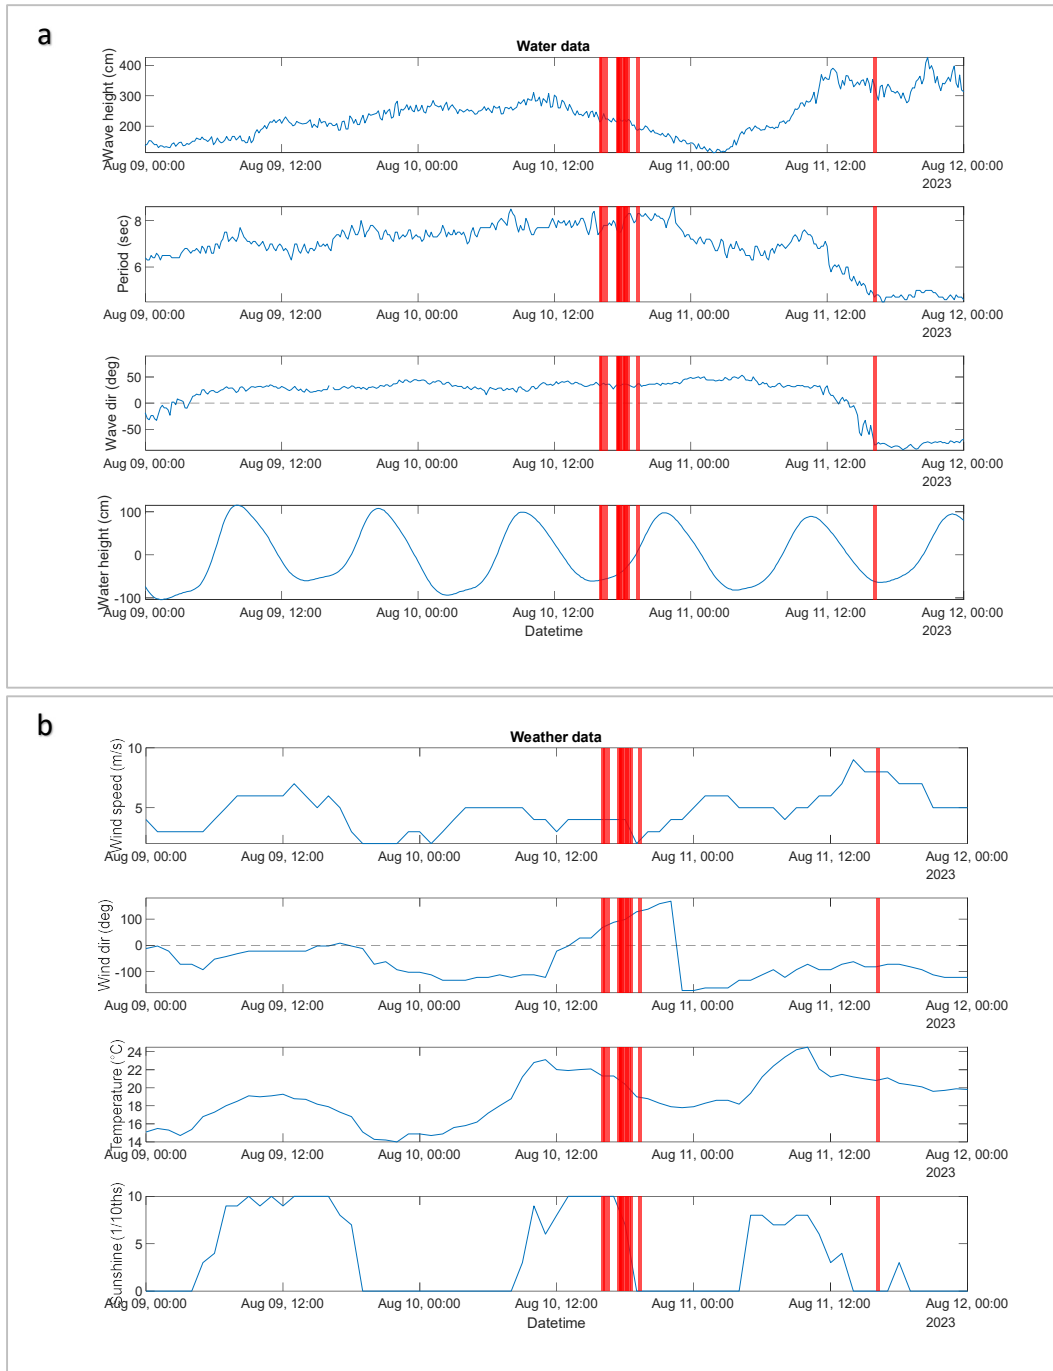 a
Water data
Wave height (cm)
400
300
200
Aug 09, 00:00 Aug 09, 12:00 Aug 10, 00:00 Aug 10, 12:00 Aug 11, 00:00 Aug 11, 12:00 Aug 12, 00:00
2023
Period (sec)
8
6
Aug 09, 00:00 Aug 09, 12:00 Aug 10, 00:00 Aug 10, 12:00 Aug 11, 00:00 Aug 11, 12:00 Aug 12, 00:00
2023
Wave dir (deg)
50
0
-50
Aug 09, 00:00 Aug 09, 12:00 Aug 10, 00:00 Aug 10, 12:00 Aug 11, 00:00 Aug 11, 12:00 Aug 12, 00:00
2023
Water height (cm)
100
0
-100
Aug 09, 00:00 Aug 09, 12:00 Aug 10, 00:00 Aug 10, 12:00 Aug 11, 00:00 Aug 11, 12:00 Aug 12, 00:00
Datetime
2023
b
Weather data
Wind speed (m/s)
10
5
Aug 09, 00:00 Aug 09, 12:00 Aug 10, 00:00 Aug 10, 12:00 Aug 11, 00:00 Aug 11, 12:00 Aug 12, 00:00
2023
Wind dir (deg)
100
0
-100
Aug 09, 00:00 Aug 09, 12:00 Aug 10, 00:00 Aug 10, 12:00 Aug 11, 00:00 Aug 11, 12:00 Aug 12, 00:00
2023
Temperature (°C)
24
22
20
18
16
14
Aug 09, 00:00 Aug 09, 12:00 Aug 10, 00:00 Aug 10, 12:00 Aug 11, 00:00 Aug 11, 12:00 Aug 12, 00:00
2023
Sunshine (1/10ths)
10
5
0
Aug 09, 00:00 Aug 09, 12:00 Aug 10, 00:00 Aug 10, 12:00 Aug 11, 00:00 Aug 11, 12:00 Aug 12, 00:00
Datetime
2023